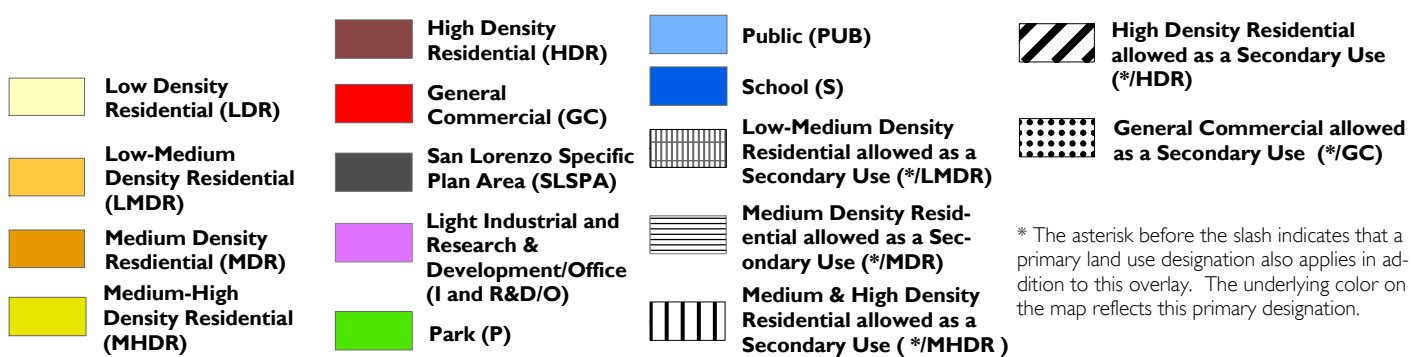 Low Density
Residential (LDR)
Low-Medium
Density Residential
(LMDR)
Medium Density
Resdiential (MDR)
Medium-High
Density Residential
(MHDR)
High Density
Residential (HDR)
General
Commercial (GC)
San Lorenzo Specific
Plan Area (SLSPA)
Light Industrial and
Research &
Development/Office
(I and R&D/O)
Park (P)
Public (PUB)
School (S)
Low-Medium Density
Residential allowed as a
Secondary Use (*/LMDR)
Medium Density Resid-
ential allowed as a Sec-
ondary Use (*/MDR)
Medium & High Density
Residential allowed as a
Secondary Use ( */MHDR )
High Density Residential
allowed as a Secondary Use
(*/HDR)
General Commercial allowed
as a Secondary Use (*/GC)
* The asterisk before the slash indicates that a
primary land use designation also applies in ad-
dition to this overlay. The underlying color on
the map reflects this primary designation.